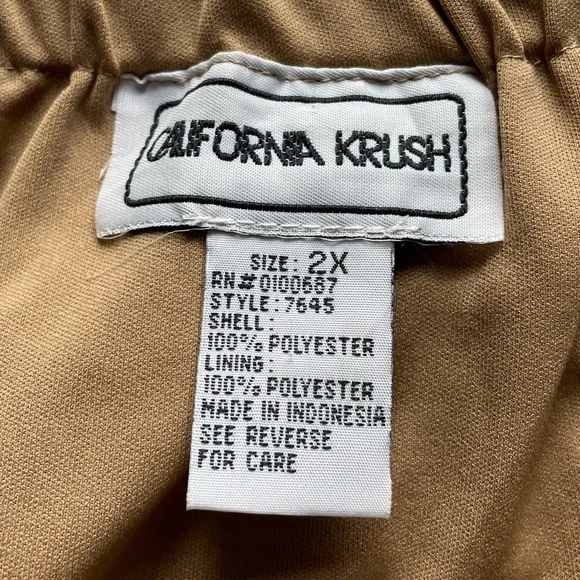 CALIFORNIA KRUSH
SIZE: 2X
RN#0100687
STYLE: 7645
SHELL:
100% POLYESTER
LINING:
100% POLYESTER
MADE IN INDONESIA
SEE REVERSE
FOR CARE